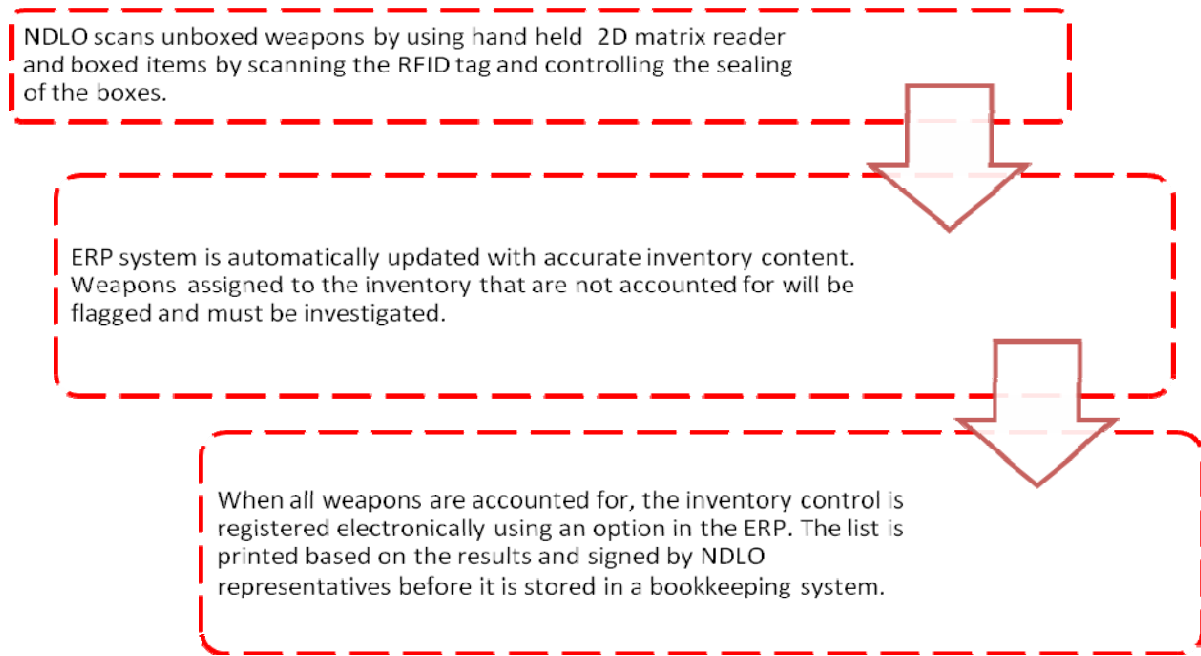 NDLO scans unboxed weapons by using hand held 2D matrix reader
and boxed items by scanning the RFID tag and controlling the sealing
of the boxes.
ERP system is automatically updated with accurate inventory content.
Weapons assigned to the inventory that are not accounted for will be
flagged and must be investigated.
When all weapons are accounted for, the inventory control is
registered electronically using an option in the ERP. The list is
printed based on the results and signed by NDLO
representatives before it is stored in a bookkeeping system.